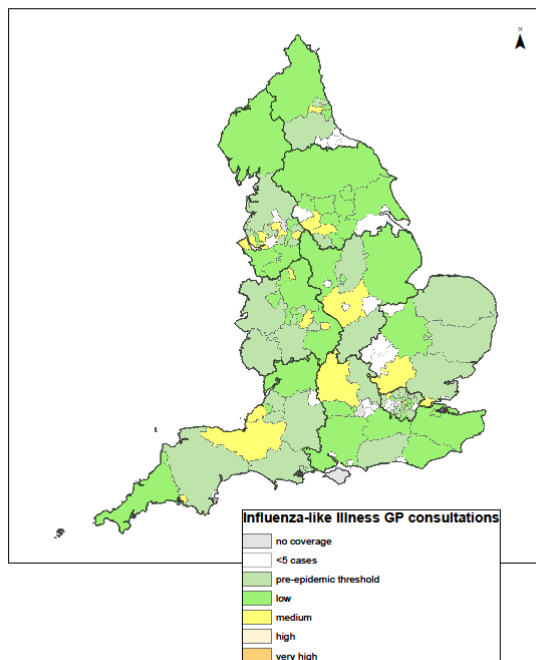 N
Influenza-like Illness GP consultations
no coverage
<5 cases
pre-epidemic threshold
low
medium
high
very high